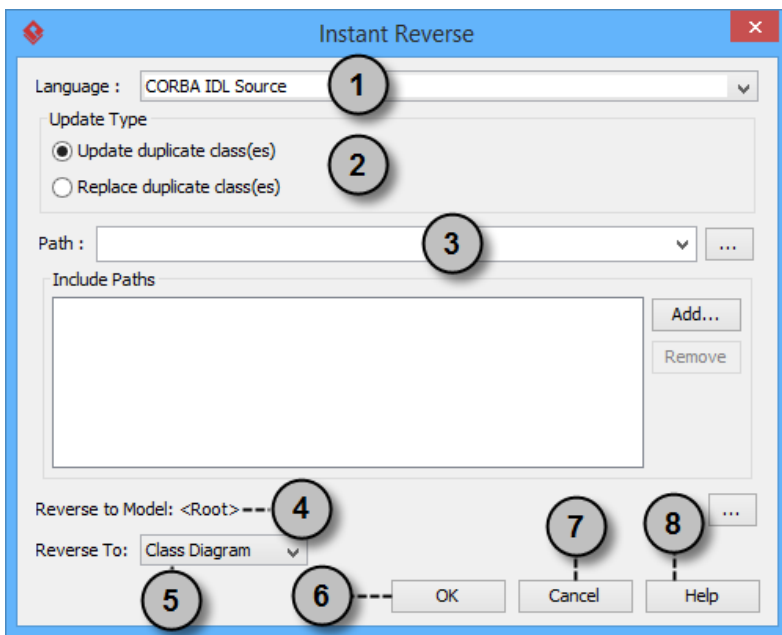 Instant Reverse
Language : CORBA IDL Source 1
Update Type
Update duplicate class(es)
2
Replace duplicate class(es)
Path : 3 ...
Include Paths
Add...
Remove
Reverse to Model: <Root> 4 ...
Reverse To: Class Diagram
5
7
8
6 OK Cancel Help